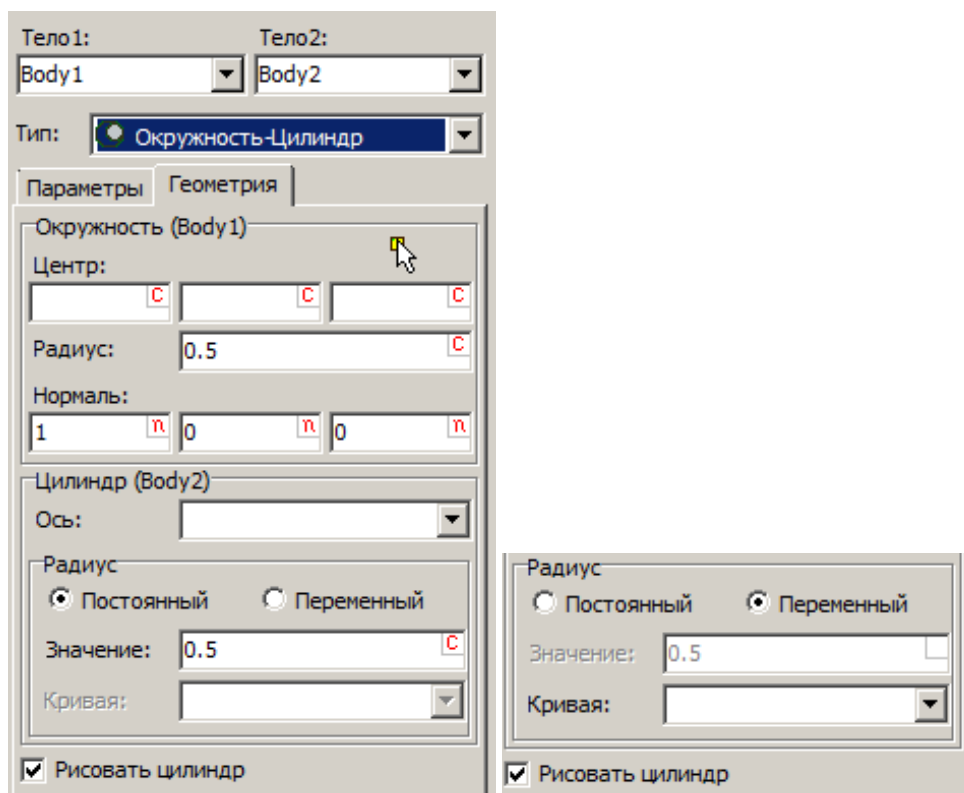 Тело1: Тело2:
Body1 Body2
Тип: Окружность-Цилиндр
Параметры Геометрия
Окружность (Body1)
Центр:
C C C
Радиус: 0.5 C
Нормаль:
1 n 0 n 0 n
Цилиндр (Body2)
Ось:
Радиус
Постоянный Переменный
Значение: 0.5 C
Кривая:
Рисовать цилиндр
Радиус
Постоянный Переменный
Значение: 0.5
Кривая:
Рисовать цилиндр